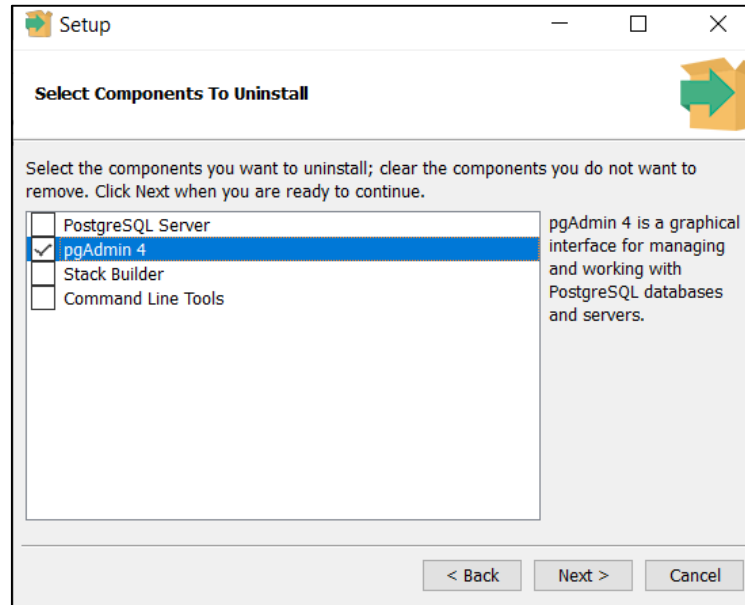 Setup
Select Components To Uninstall
Select the components you want to uninstall; clear the components you do not want to
remove. Click Next when you are ready to continue.
PostgreSQL Server
pgAdmin 4
Stack Builder
Command Line Tools
pgAdmin 4 is a graphical
interface for managing
and working with
PostgreSQL databases
and servers.
< Back
Next >
Cancel